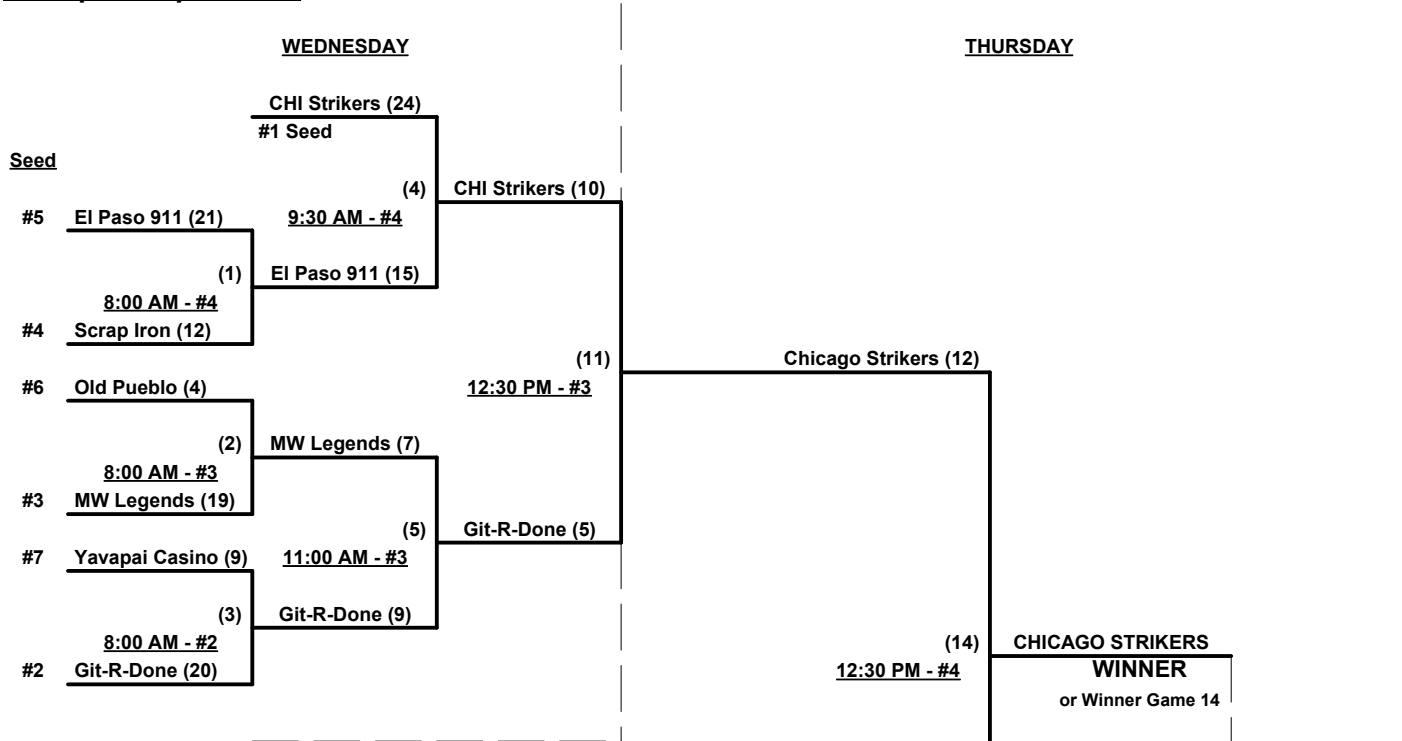 WEDNESDAY THURSDAY
CHI Strikers (24)
#1 Seed
Seed
(4) CHI Strikers (10)
#5 El Paso 911 (21) 9:30 AM - #4
(1) El Paso 911 (15)
8:00 AM - #4
#4 Scrap Iron (12)
(11) Chicago Strikers (12)
#6 Old Pueblo (4) 12:30 PM - #3
(2) MW Legends (7)
8:00 AM - #3
#3 MW Legends (19)
(5) Git-R-Done (5)
#7 Yavapai Casino (9) 11:00 AM - #3
(3) Git-R-Done (9)
8:00 AM - #2 (14) CHICAGO STRIKERS
#2 Git-R-Done (20) 12:30 PM - #4 WINNER
or Winner Game 14